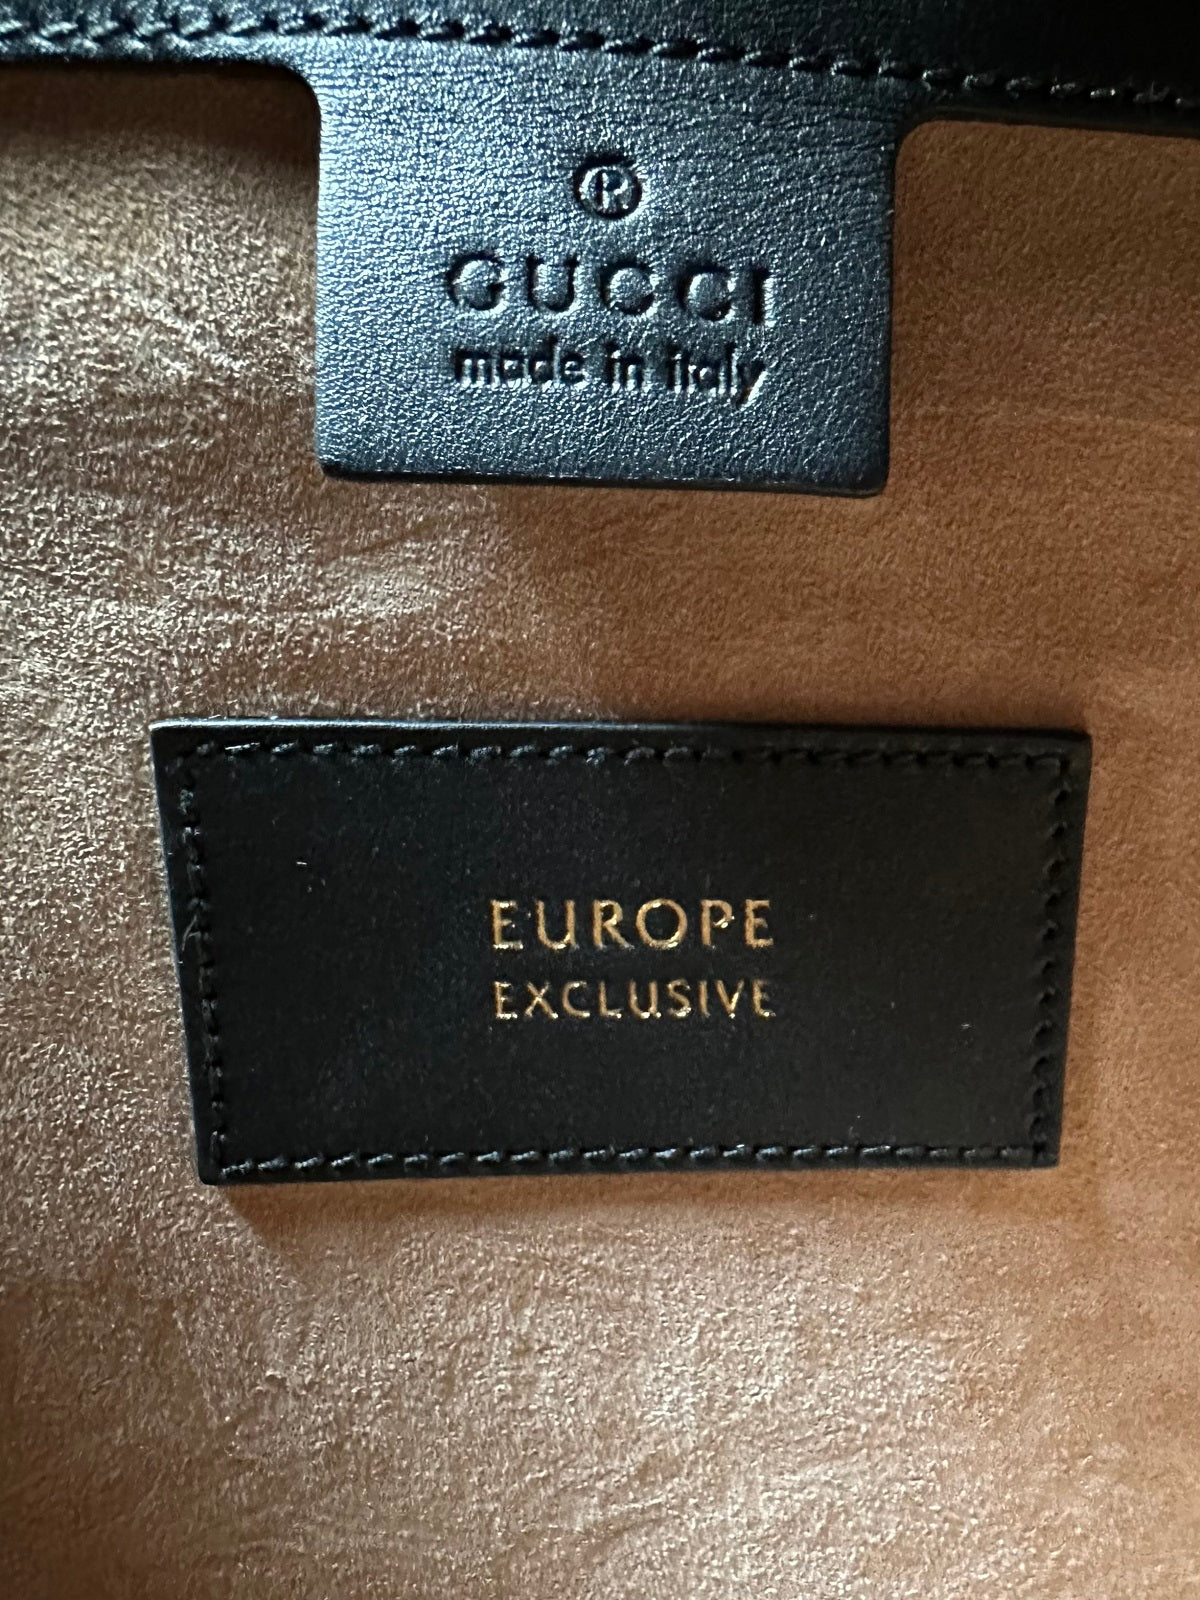 ®
GUCCI
made in italy
EUROPE
EXCLUSIVE